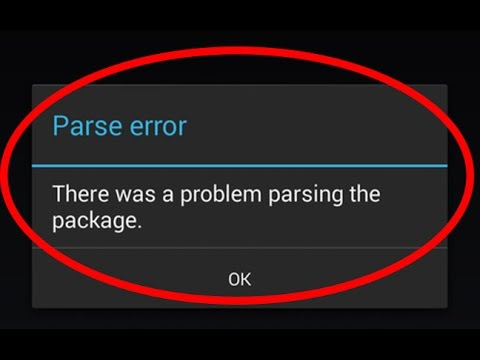 Parse error
There was a problem parsing the
package.
OK